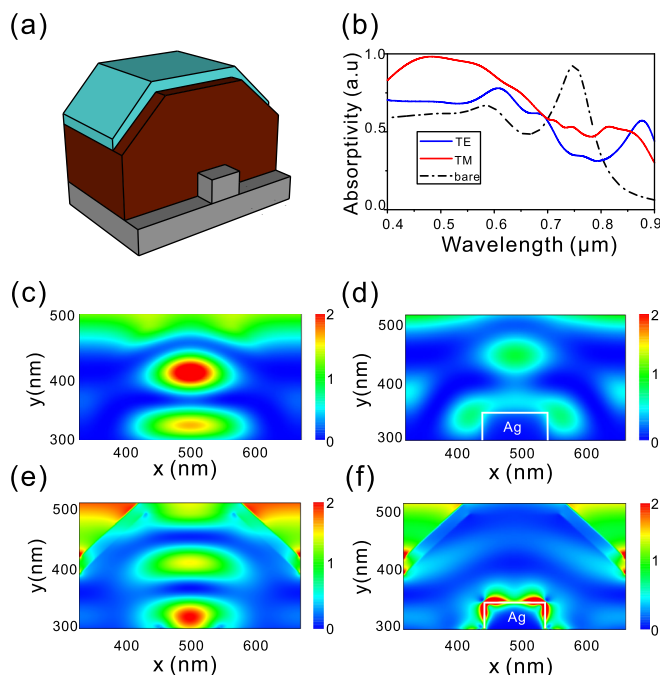 (a)
(b)
Absorptivity (a.u)
1.0
0.5
0.0
TE
TM
bare
0.4 0.5 0.6 0.7 0.8 0.9
Wavelength (μm)
(c)
y(nm)
500
400
300
400 500 600
x (nm)
2
1
0
(d)
y(nm)
500
400
300
Ag
400 500 600
x (nm)
2
1
0
(e)
y(nm)
500
400
300
400 500 600
x (nm)
2
1
0
(f)
y(nm)
500
400
300
Ag
400 500 600
x (nm)
2
1
0